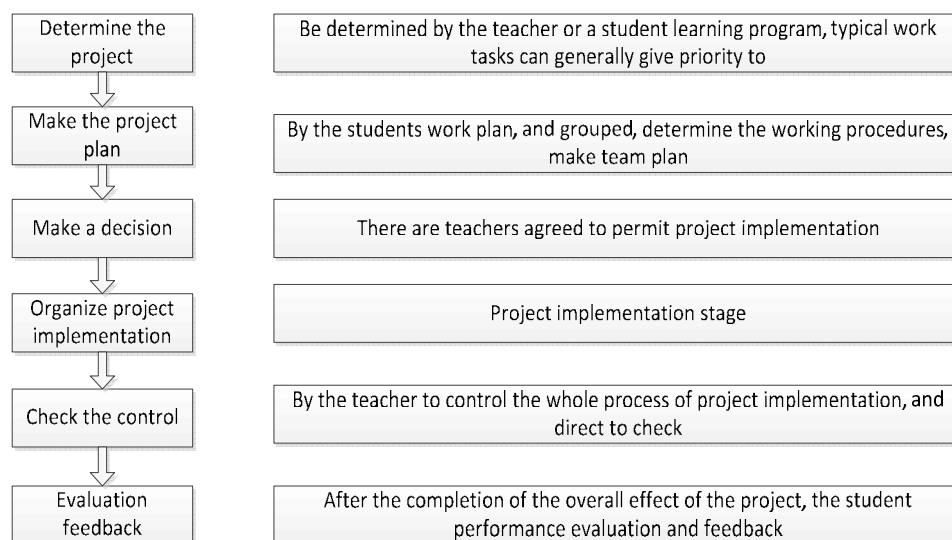 Determine the
project
Be determined by the teacher or a student learning program, typical work
tasks can generally give priority to
Make the project
plan
By the students work plan, and grouped, determine the working procedures,
make team plan
Make a decision
There are teachers agreed to permit project implementation
Organize project
implementation
Project implementation stage
Check the control
By the teacher to control the whole process of project implementation, and
direct to check
Evaluation
feedback
After the completion of the overall effect of the project, the student
performance evaluation and feedback